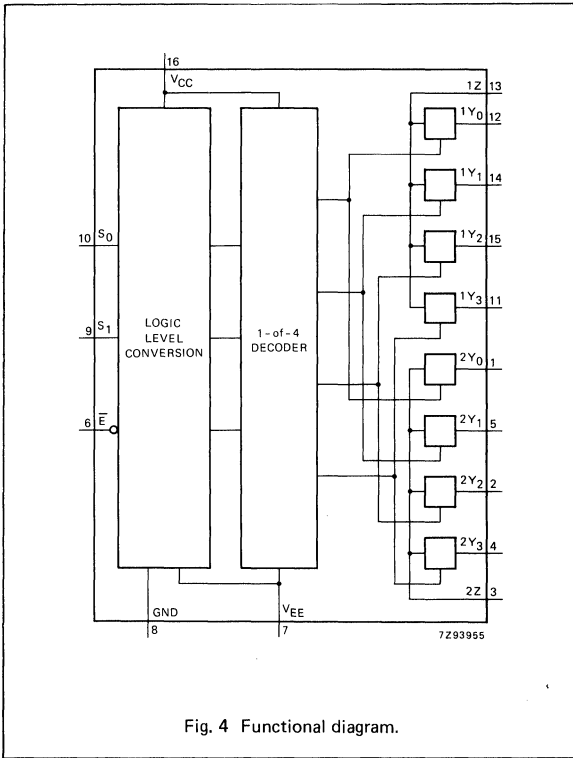 16
VCC
1Z 13
1Y0 12
1Y1 14
1Y2 15
1Y3 11
2Y0 1
2Y1 5
2Y2 2
2Y3 4
2Z 3
10 S0
9 S1
6 E̅
LOGIC
LEVEL
CONVERSION
1-of-4
DECODER
GND
8
VEE
7
7Z93955
Fig. 4 Functional diagram.